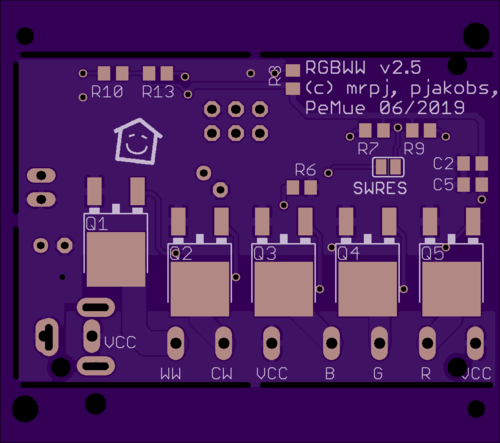 RGBWW v2.5
(c) mrpj, pjakobs,
PeMue 06/2019
R10 R13 R8
R7 R9
C2
R6
C5
SWRES
Q1
Q2 Q3 Q4 Q5
VCC
WW CW VCC B G R VCC